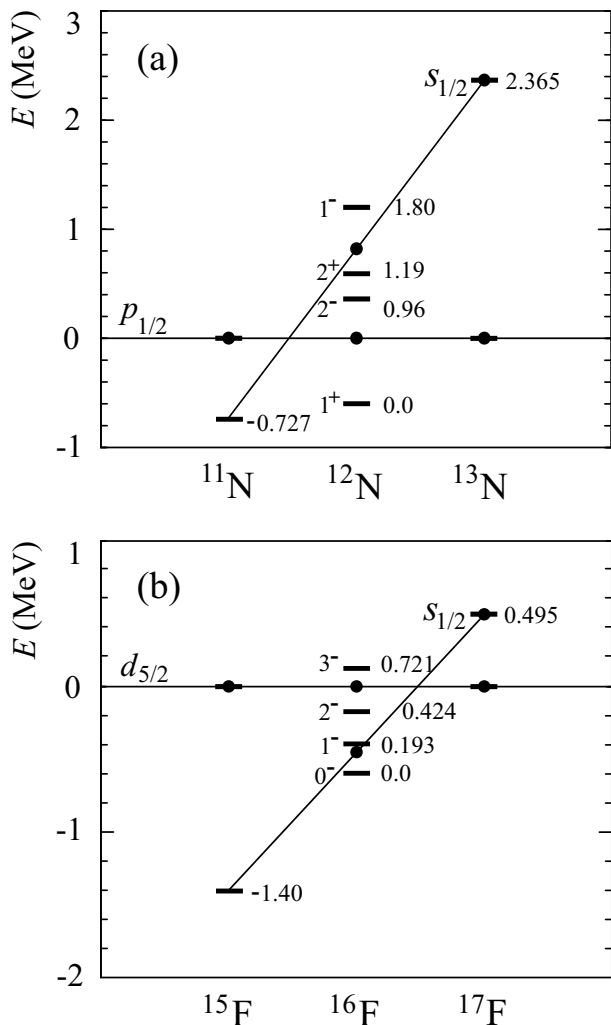 E (MeV)
(a)
3
2
1
0
-1
s1/2
2.365
1-
1.80
2+
1.19
2-
0.96
p1/2
1+
0.0
-0.727
11N
12N
13N
E (MeV)
(b)
1
0
-1
-2
s1/2
0.495
d5/2
3-
0.721
2-
0.424
1-
0.193
0-
0.0
-1.40
15F
16F
17F